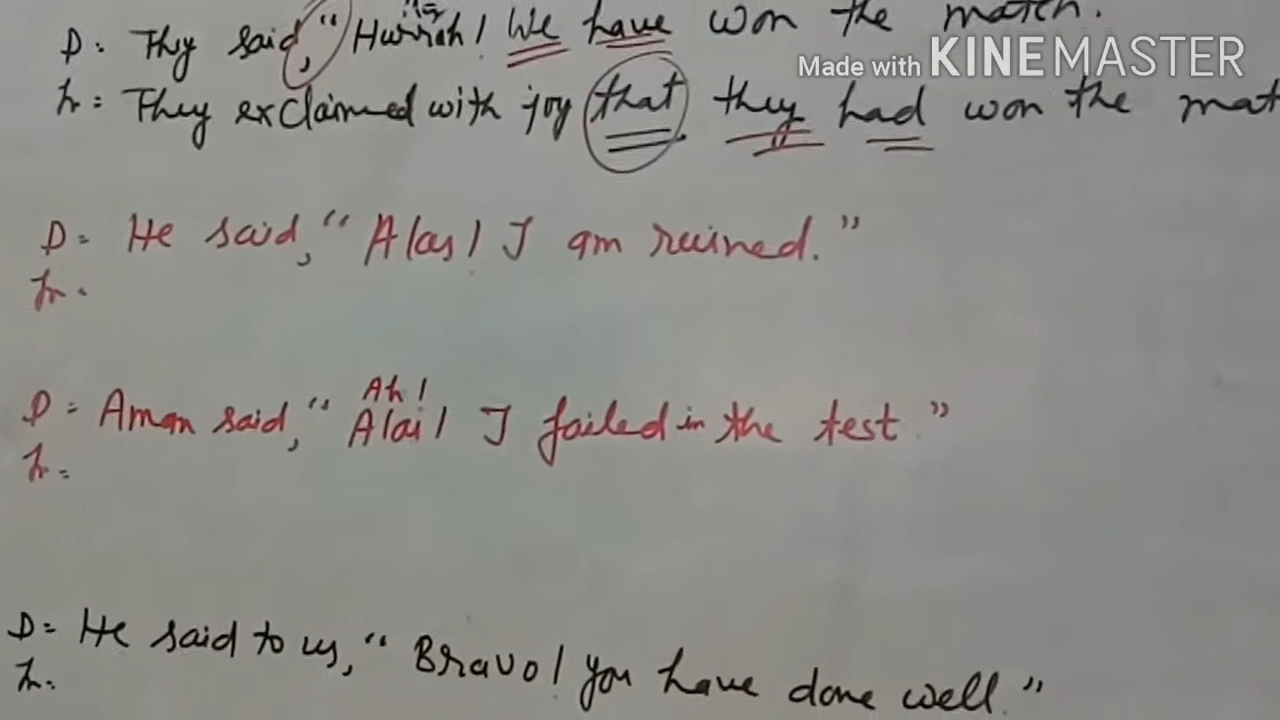 D: They said, "Hurrah! We have won the match.
Made with KINEMASTER
In = They exclaimed with joy that they had won the mat
D = He said, "Alas! I am ruined."
In .
Ah!
D = Aman said, "Alas! I failed in the test."
In =
D = He said to us, "Bravo! you have done well."
In .